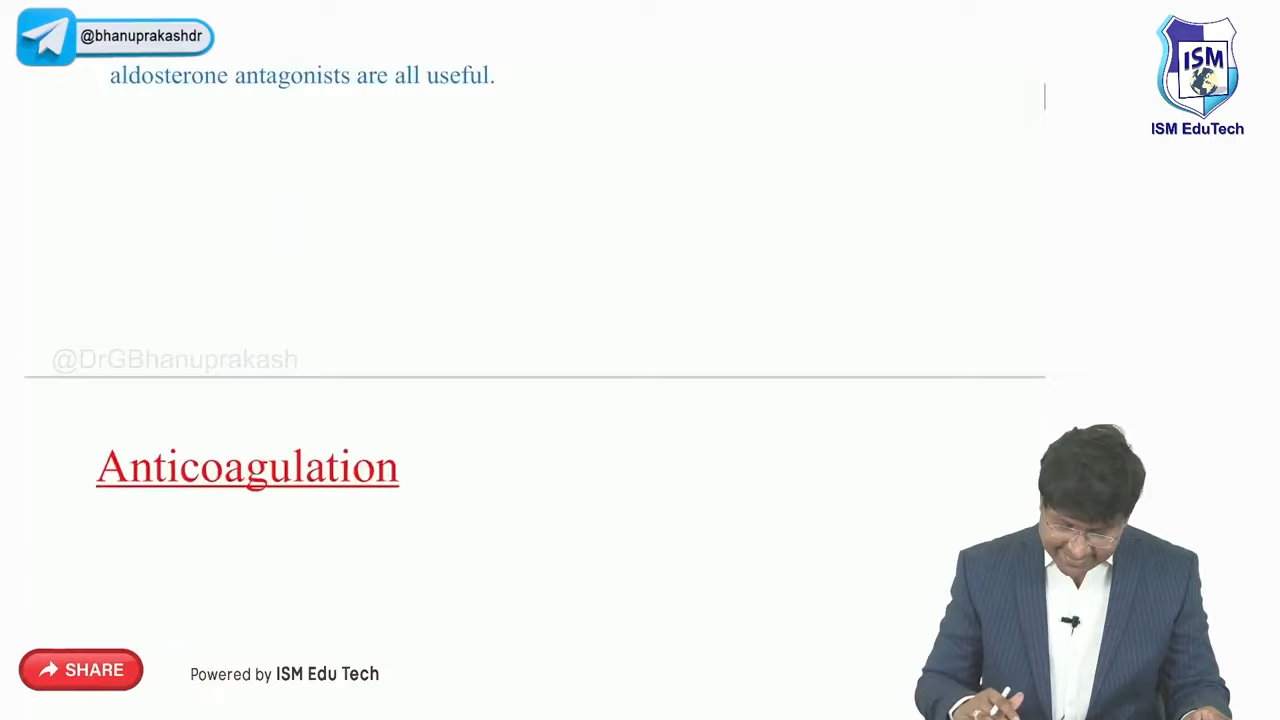 @bhanuprakashdr
ISM
ISM EduTech
aldosterone antagonists are all useful.
@DrGBhanuprakash
Anticoagulation
SHARE
Powered by ISM Edu Tech